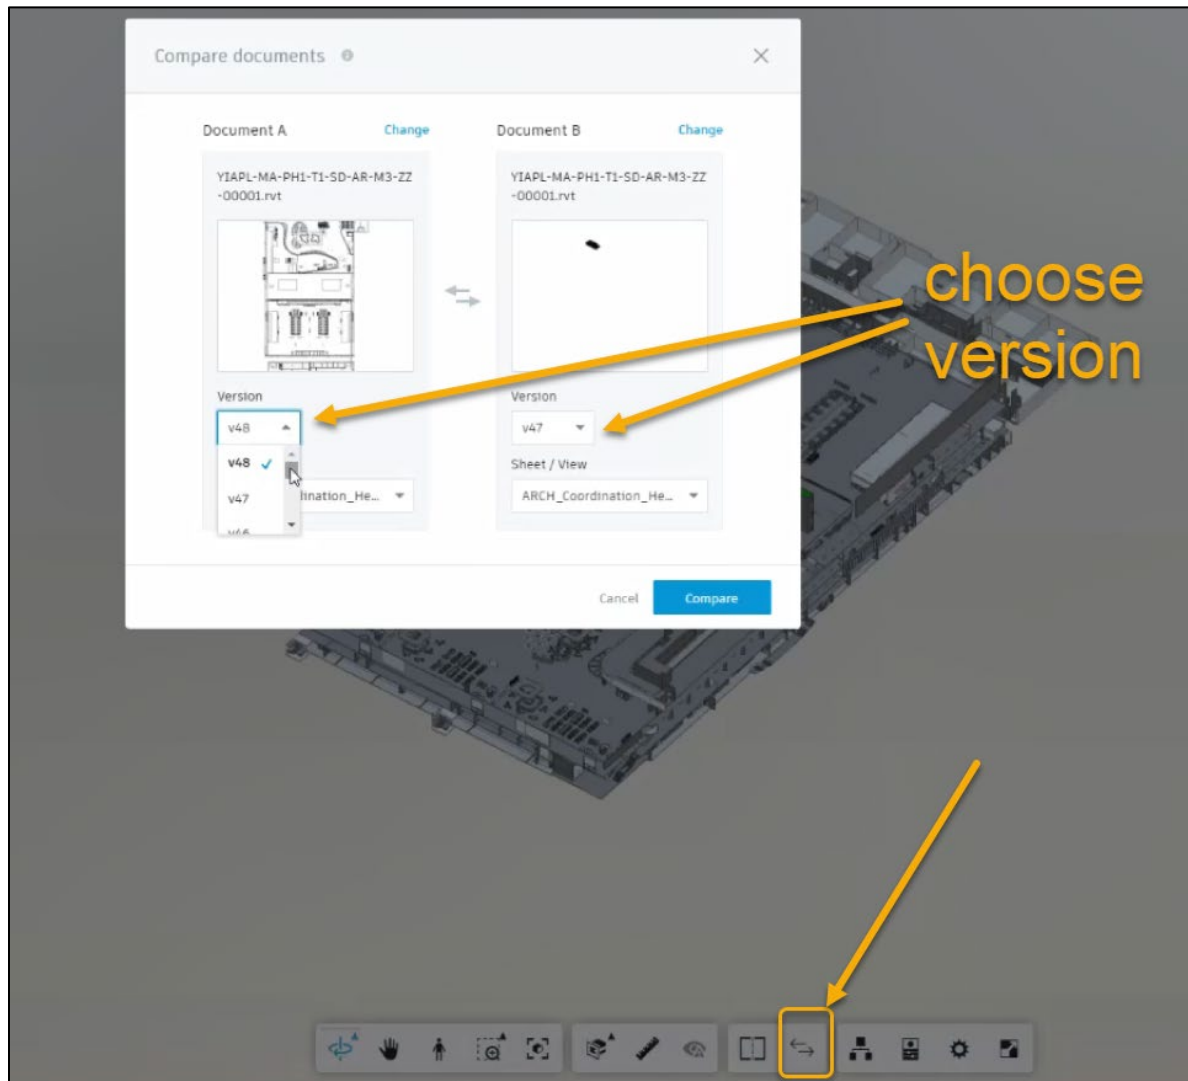 Compare documents
Document A Change Document B Change
YIAPL-MA-PH1-T1-SD-AR-M3-ZZ
-00001.rvt
YIAPL-MA-PH1-T1-SD-AR-M3-ZZ
-00001.rvt
choose
version
Version
v48
v48
v47
v46
ination_He...
Version
v47
Sheet / View
ARCH_Coordination_He...
Cancel Compare